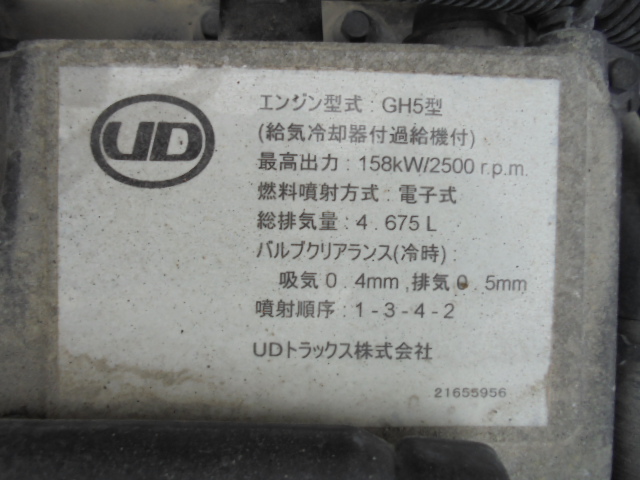 UD
エンジン型式 : GH5型
(給気冷却器付過給機付)
最高出力 : 158kW/2500 r.p.m.
燃料噴射方式 : 電子式
総排気量 : 4.675 L
バルブクリアランス(冷時) :
吸気 0.4mm ,排気 0.5mm
噴射順序 : 1 - 3 - 4 - 2
UDトラックス株式会社
21655956